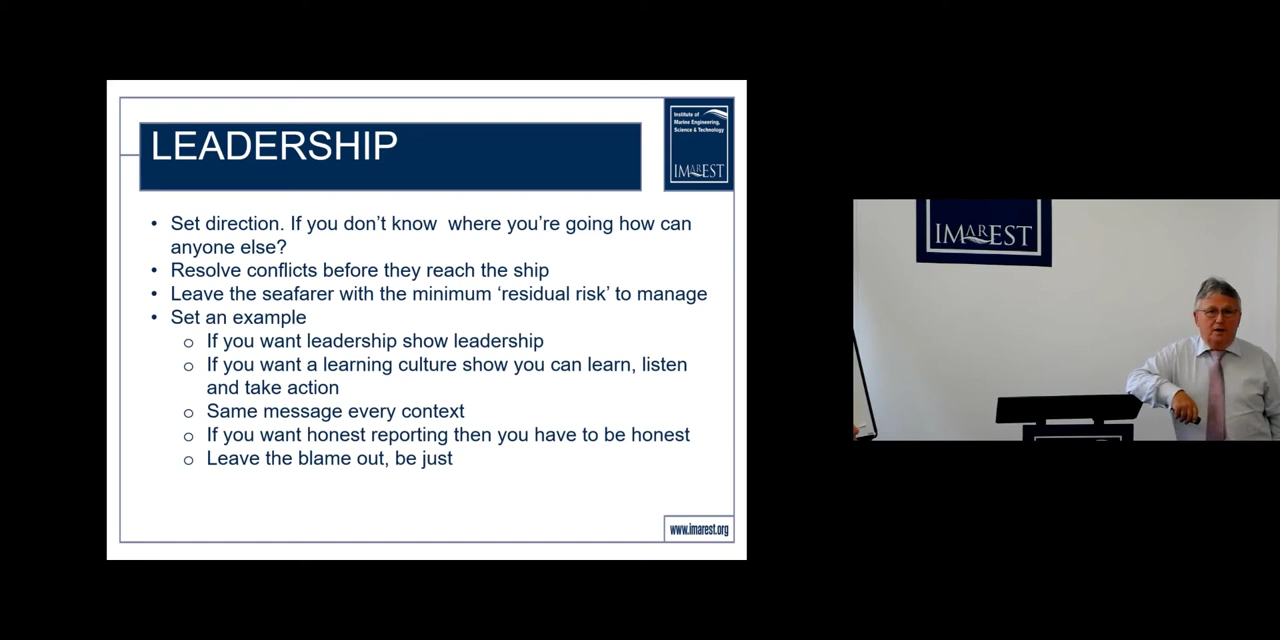 LEADERSHIP
Institute of
Marine Engineering,
Science & Technology
IMarEST
• Set direction. If you don’t know  where you’re going how can
anyone else?
• Resolve conflicts before they reach the ship
• Leave the seafarer with the minimum ‘residual risk’ to manage
• Set an example
o If you want leadership show leadership
o If you want a learning culture show you can learn, listen
and take action
o Same message every context
o If you want honest reporting then you have to be honest
o Leave the blame out, be just
www.imarest.org
IMarEST